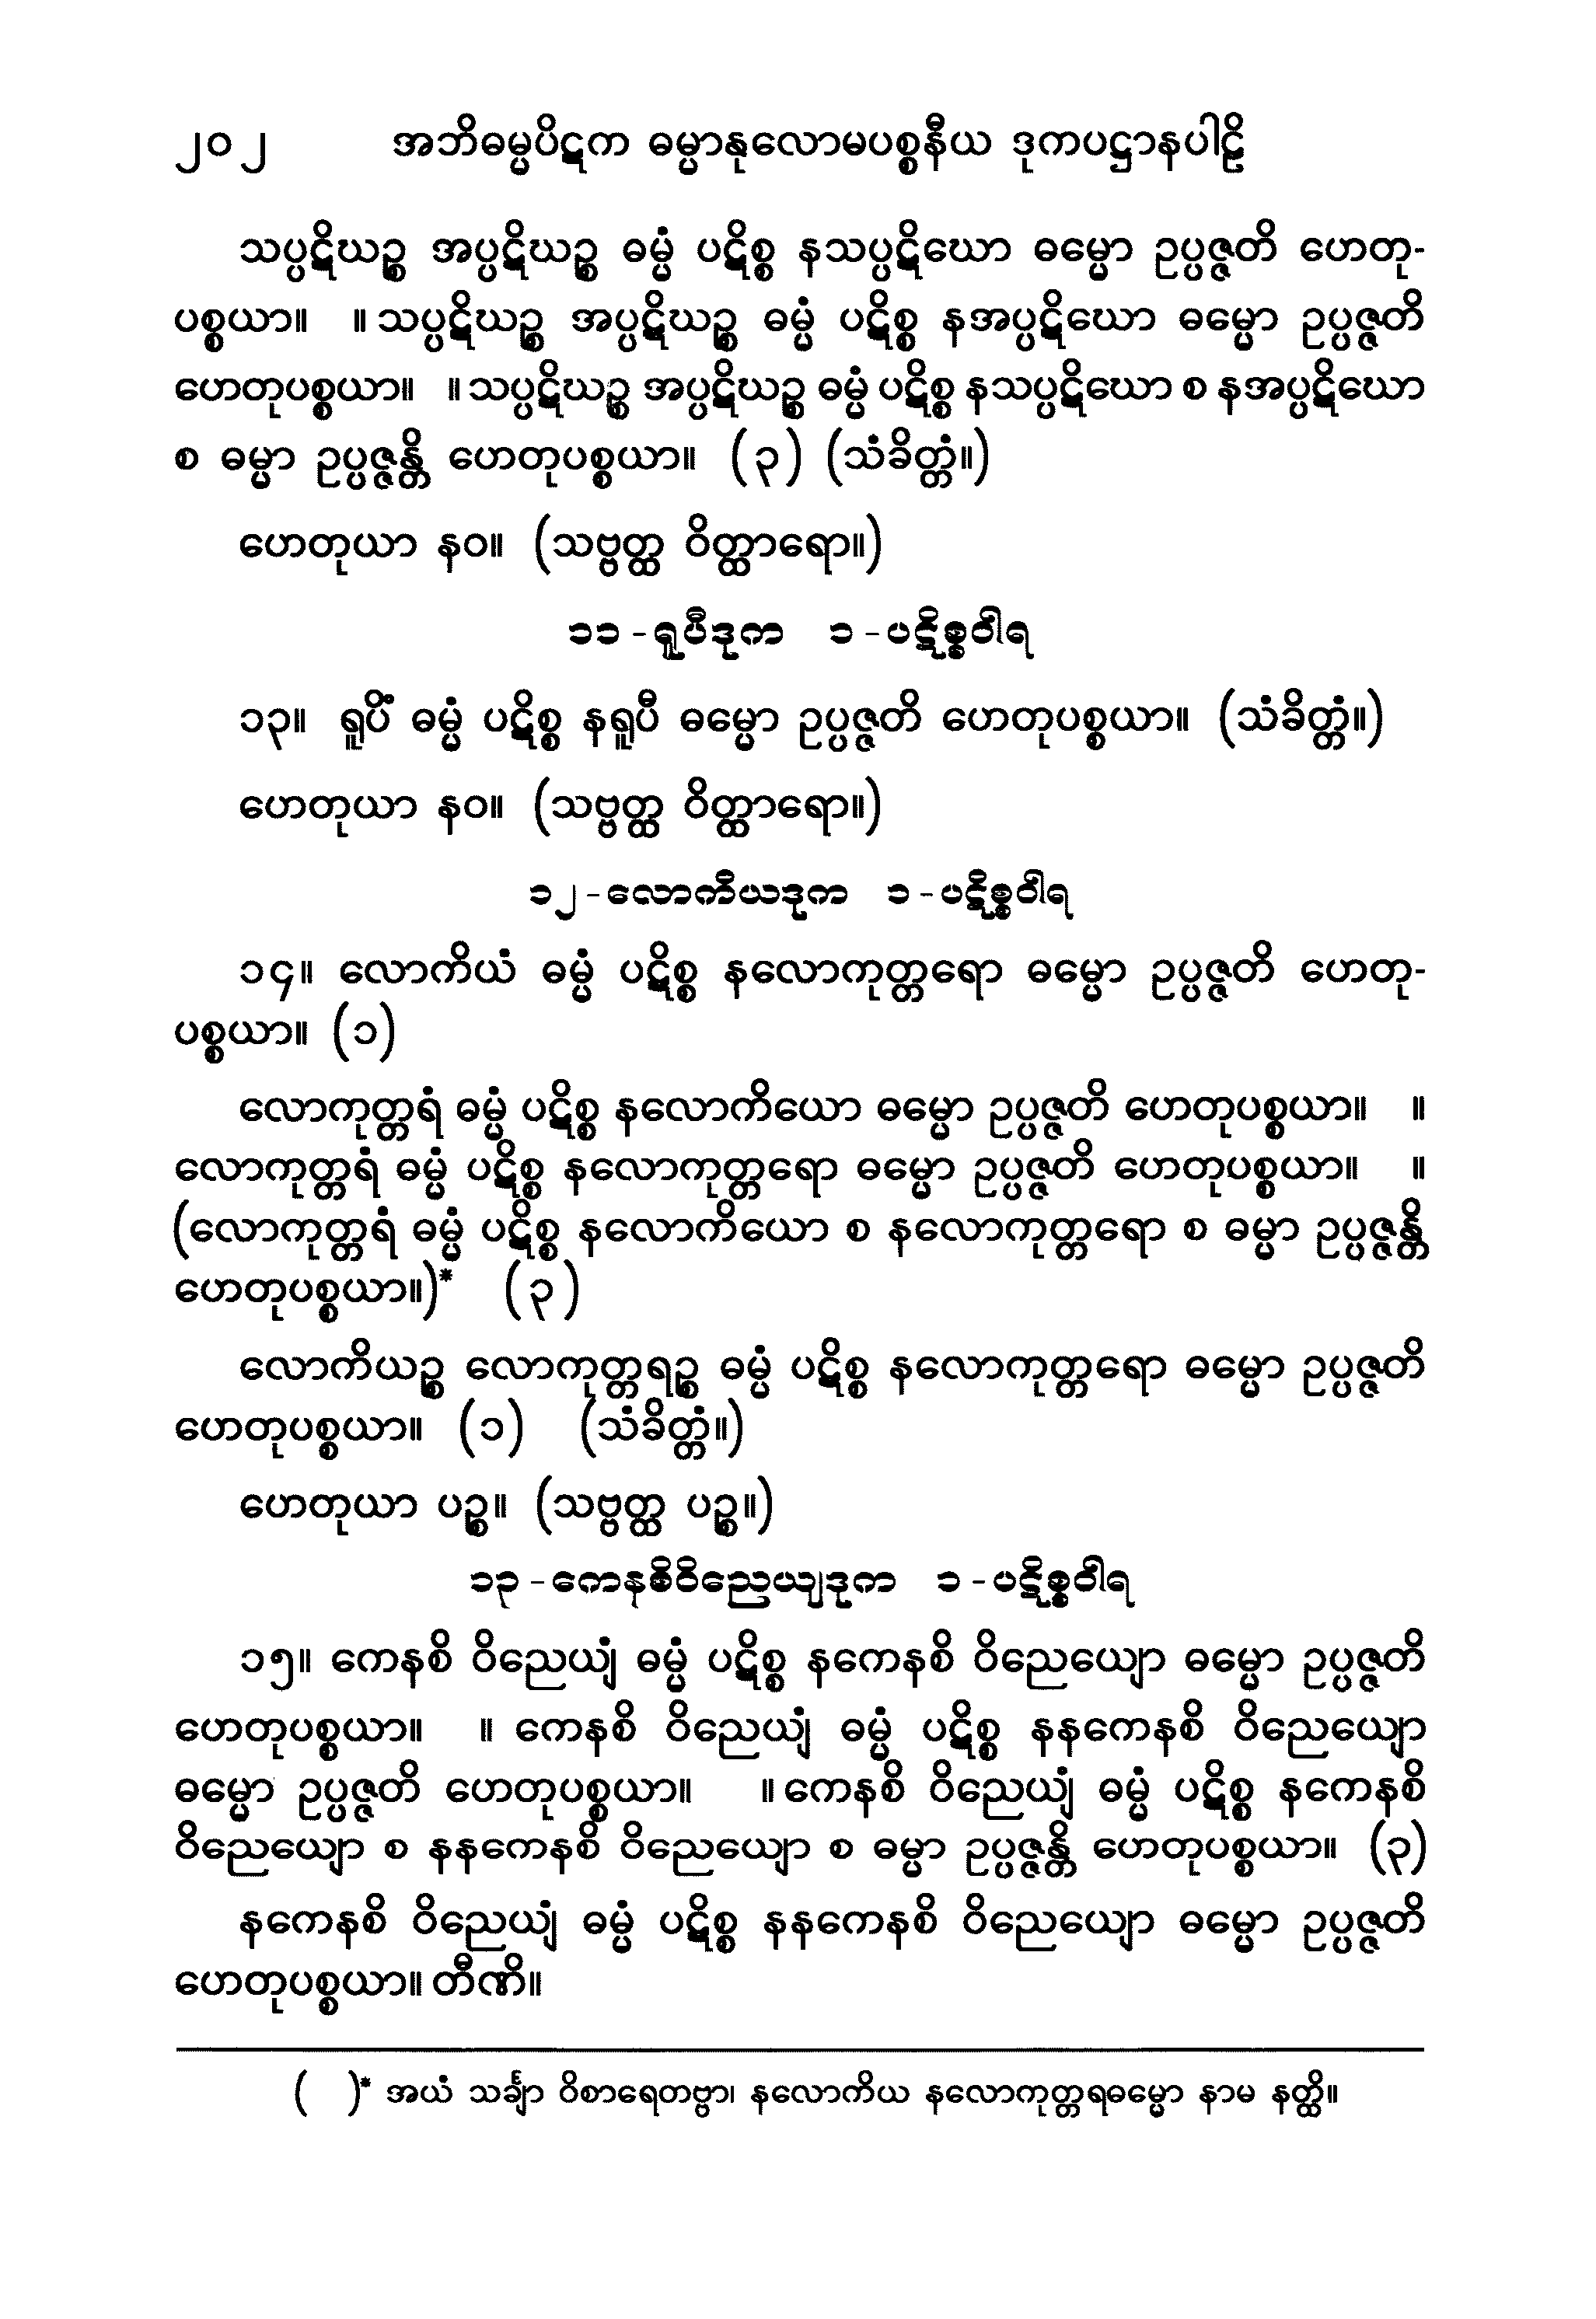 ၂၀၂ အဘိဓမ္မပိဋက ဓမ္မာနုလောမပစ္စနီယ ဒုကပဋ္ဌာနပါဠိ
သပ္ပဋိဃဉ္စ အပ္ပဋိဃဉ္စ ဓမ္မံ ပဋိစ္စ နသပ္ပဋိဃော ဓမ္မော ဥပ္ပဇ္ဇတိ ဟေတု-
ပစ္စယာ။ ။ သပ္ပဋိဃဉ္စ အပ္ပဋိဃဉ္စ ဓမ္မံ ပဋိစ္စ နအပ္ပဋိဃော ဓမ္မော ဥပ္ပဇ္ဇတိ
ဟေတုပစ္စယာ။ ။ သပ္ပဋိဃဉ္စ အပ္ပဋိဃဉ္စ ဓမ္မံ ပဋိစ္စ နသပ္ပဋိဃော စ နအပ္ပဋိဃော
စ ဓမ္မာ ဥပ္ပဇ္ဇန္တိ ဟေတုပစ္စယာ။ (၃) (သံခိတ္တံ။)
ဟေတုယာ နဝ။ (သဗ္ဗတ္ထ ဝိတ္ထာရော။)
၁၁ - ရူပီဒုက ၁ - ပဋိစ္စဝါရ
၁၃။ ရူပိံ ဓမ္မံ ပဋိစ္စ နရူပီ ဓမ္မော ဥပ္ပဇ္ဇတိ ဟေတုပစ္စယာ။ (သံခိတ္တံ။)
ဟေတုယာ နဝ။ (သဗ္ဗတ္ထ ဝိတ္ထာရော။)
၁၂ - လောကိယဒုက ၁ - ပဋိစ္စဝါရ
၁၄။ လောကိယံ ဓမ္မံ ပဋိစ္စ နလောကုတ္တရော ဓမ္မော ဥပ္ပဇ္ဇတိ ဟေတု-
ပစ္စယာ။ (၁)
လောကုတ္တရံ ဓမ္မံ ပဋိစ္စ နလောကိယော ဓမ္မော ဥပ္ပဇ္ဇတိ ဟေတုပစ္စယာ။ ။
လောကုတ္တရံ ဓမ္မံ ပဋိစ္စ နလောကုတ္တရော ဓမ္မော ဥပ္ပဇ္ဇတိ ဟေတုပစ္စယာ။ ။
(လောကုတ္တရံ ဓမ္မံ ပဋိစ္စ နလောကိယော စ နလောကုတ္တရော စ ဓမ္မာ ဥပ္ပဇ္ဇန္တိ
ဟေတုပစ္စယာ။)* (၃)
လောကိယဉ္စ လောကုတ္တရဉ္စ ဓမ္မံ ပဋိစ္စ နလောကုတ္တရော ဓမ္မော ဥပ္ပဇ္ဇတိ
ဟေတုပစ္စယာ။ (၁) (သံခိတ္တံ။)
ဟေတုယာ ပဉ္စ။ (သဗ္ဗတ္ထ ပဉ္စ။)
၁၃ - ကေနစိဝိညေယျဒုက ၁ - ပဋိစ္စဝါရ
၁၅။ ကေနစိ ဝိညေယျံ ဓမ္မံ ပဋိစ္စ နကေနစိ ဝိညေယျော ဓမ္မော ဥပ္ပဇ္ဇတိ
ဟေတုပစ္စယာ။ ။ ကေနစိ ဝိညေယျံ ဓမ္မံ ပဋိစ္စ နနကေနစိ ဝိညေယျော
ဓမ္မော ဥပ္ပဇ္ဇတိ ဟေတုပစ္စယာ။ ။ ကေနစိ ဝိညေယျံ ဓမ္မံ ပဋိစ္စ နကေနစိ
ဝိညေယျော စ နနကေနစိ ဝိညေယျော စ ဓမ္မာ ဥပ္ပဇ္ဇန္တိ ဟေတုပစ္စယာ။ (၃)
နကေနစိ ဝိညေယျံ ဓမ္မံ ပဋိစ္စ နနကေနစိ ဝိညေယျော ဓမ္မော ဥပ္ပဇ္ဇတိ
ဟေတုပစ္စယာ။ တီဏိ။
( )* အယံ သင်္ချာ ဝိစာရေတဗ္ဗာ၊ နလောကိယ နလောကုတ္တရဓမ္မော နာမ နတ္ထိ။